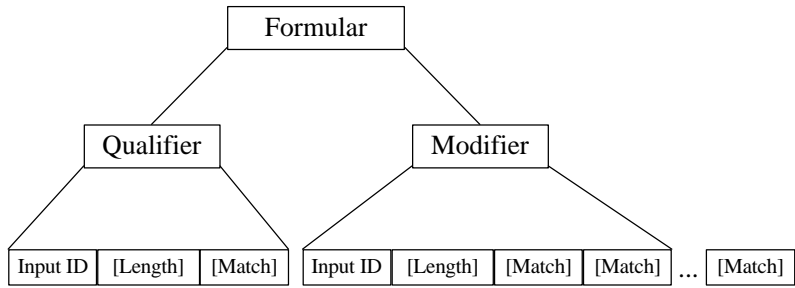 Formular
Qualifier Modifier
Input ID [Length] [Match] Input ID [Length] [Match] [Match] ... [Match]